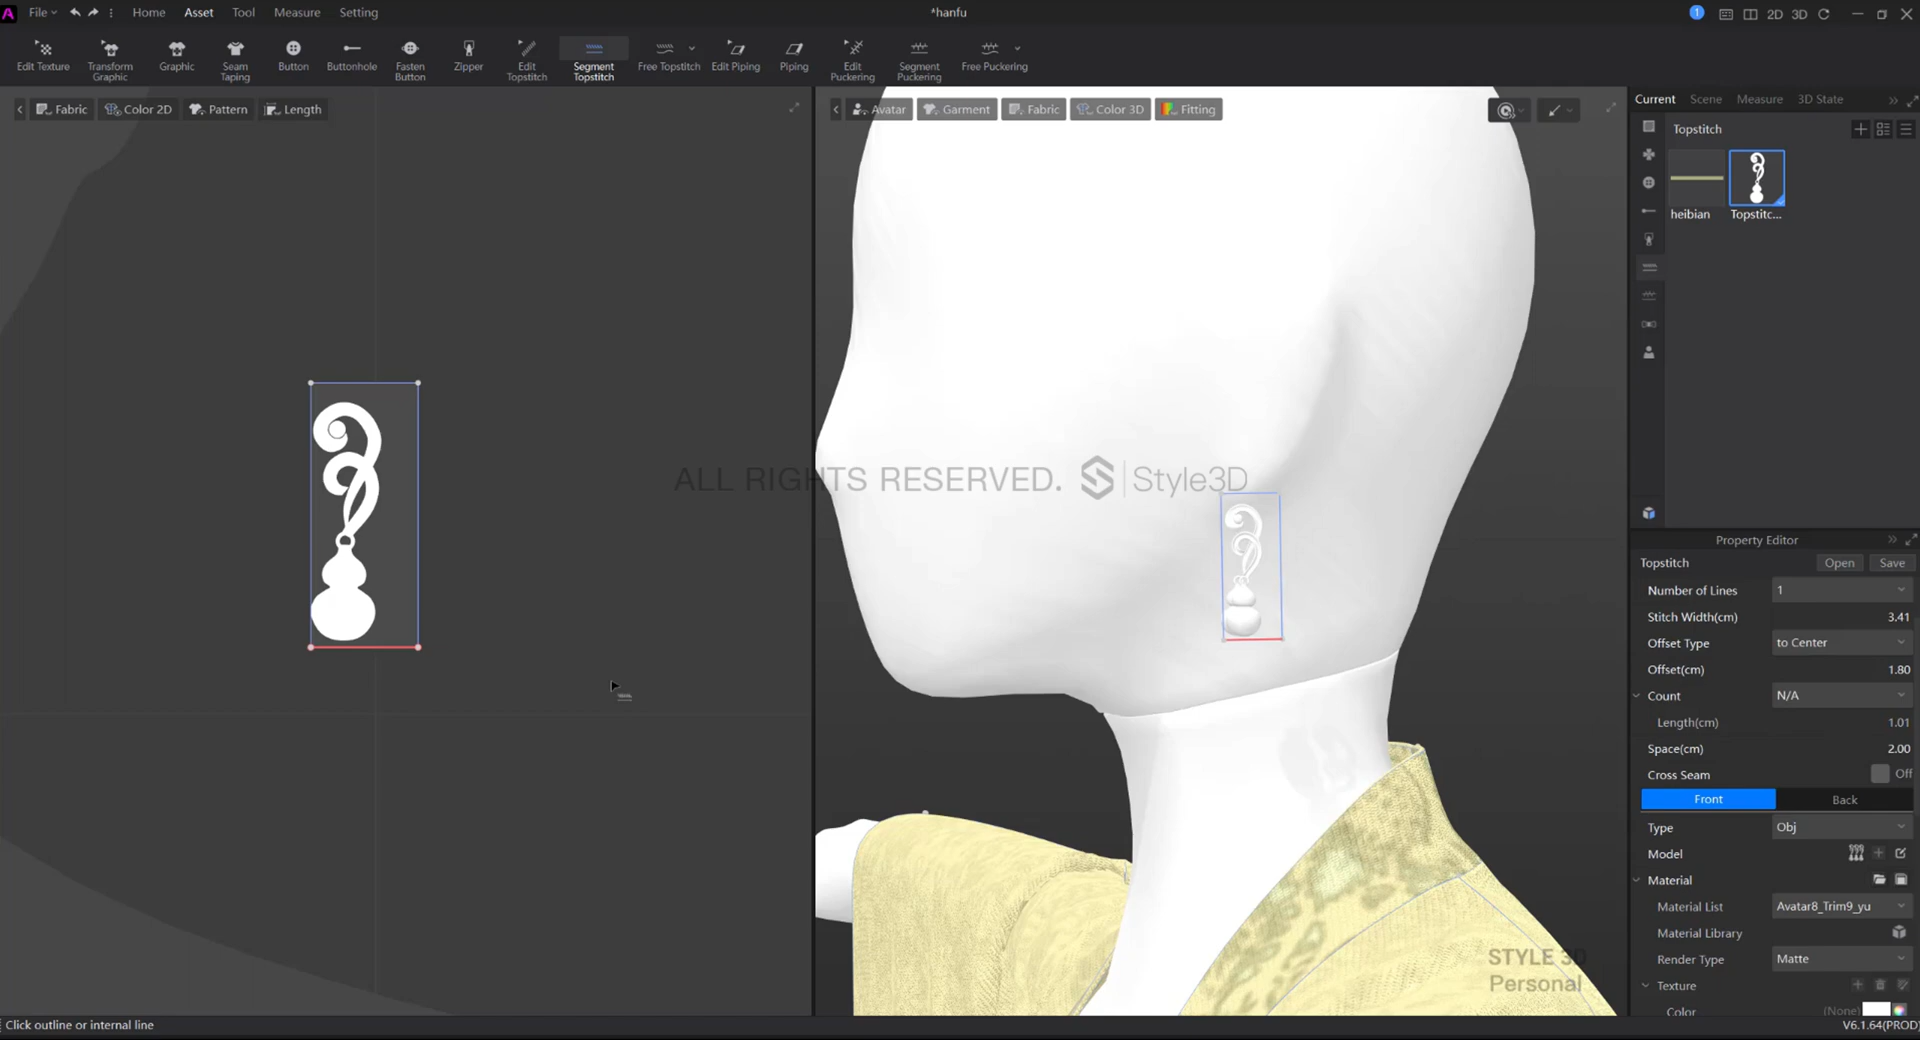 File
Home
Asset
Tool
Measure
Setting
*hanfu
1
2D
3D
Edit Texture
Transform Graphic
Graphic
Seam Taping
Button
Buttonhole
Fasten Button
Zipper
Edit Topstitch
Segment Topstitch
Free Topstitch
Edit Piping
Piping
Edit Puckering
Segment Puckering
Free Puckering
Fabric
Color 2D
Pattern
Length
Avatar
Garment
Fabric
Color 3D
Fitting
Current
Scene
Measure
3D State
Topstitch
heibian
Topstitc...
ALL RIGHTS RESERVED. Style3D
Property Editor
Topstitch
Open
Save
Number of Lines 1
Stitch Width(cm) 3.41
Offset Type to Center
Offset(cm) 1.80
Count N/A
Length(cm) 1.01
Space(cm) 2.00
Cross Seam Off
Front
Back
Type Obj
Model
Material
Material List Avatar8_Trim9_yu
Material Library
Render Type Matte
Texture
Color (None)
STYLE 3D
Personal
Click outline or internal line
V6.1.64(PROD)